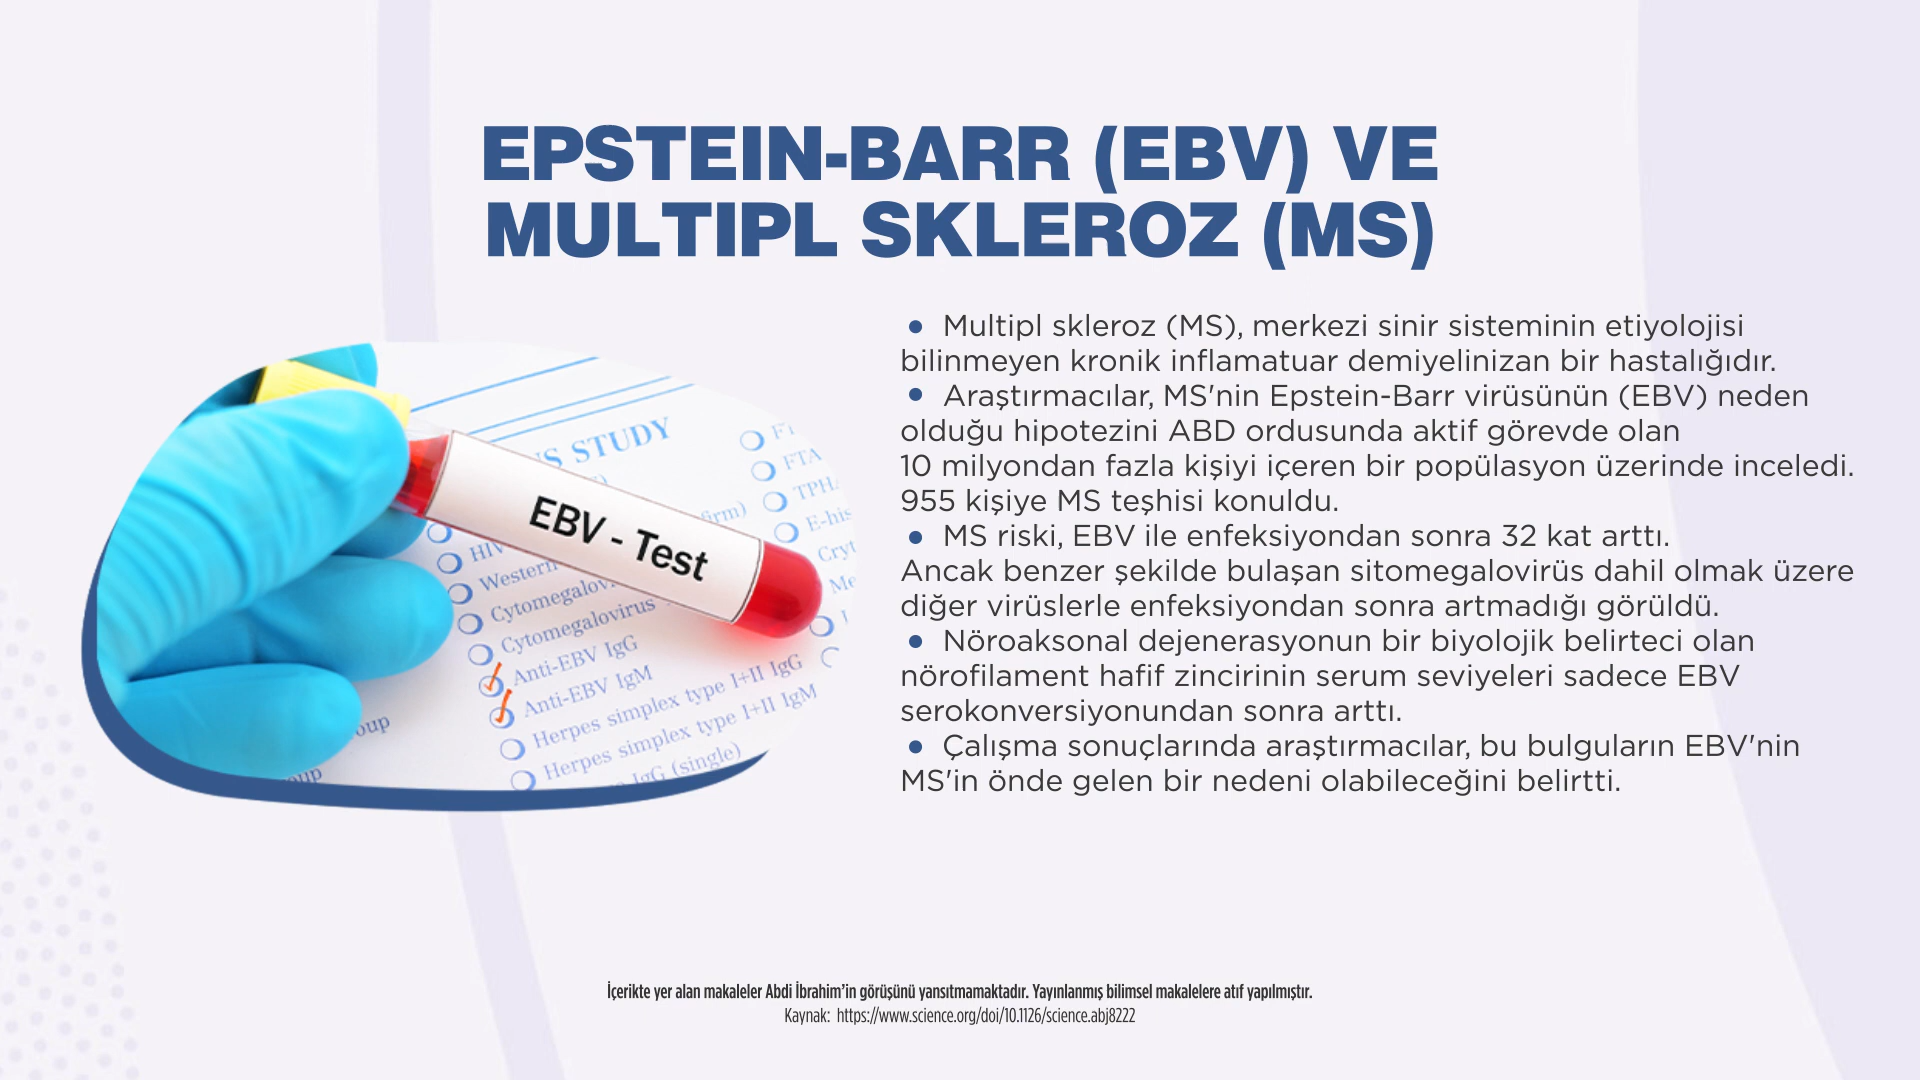 EPSTEIN-BARR (EBV) VE
MULTIPL SKLEROZ (MS)
• Multipl skleroz (MS), merkezi sinir sisteminin etiyolojisi
bilinmeyen kronik inflamatuar demiyelinizan bir hastalığıdır.
• Araştırmacılar, MS'nin Epstein-Barr virüsünün (EBV) neden
olduğu hipotezini ABD ordusunda aktif görevde olan
10 milyondan fazla kişiyi içeren bir popülasyon üzerinde inceledi.
955 kişiye MS teşhisi konuldu.
• MS riski, EBV ile enfeksiyondan sonra 32 kat arttı.
Ancak benzer şekilde bulaşan sitomegalovirüs dahil olmak üzere
diğer virüslerle enfeksiyondan sonra artmadığı görüldü.
• Nöroaksonal dejenerasyonun bir biyolojik belirteci olan
nörofilament hafif zincirinin serum seviyeleri sadece EBV
serokonversiyonundan sonra arttı.
• Çalışma sonuçlarında araştırmacılar, bu bulguların EBV'nin
MS'in önde gelen bir nedeni olabileceğini belirtti.
STUDY
EBV - Test
FTA
HIV
Western
Cytomegalovirus
Anti-EBV IgG
Anti-EBV IgM
Herpes simplex type I+II IgG
Herpes simplex type I+II IgM
IgG (single)
İçerikte yer alan makaleler Abdi İbrahim'in görüşünü yansıtmamaktadır. Yayınlanmış bilimsel makalelere atıf yapılmıştır.
Kaynak: https://www.science.org/doi/10.1126/science.abj8222